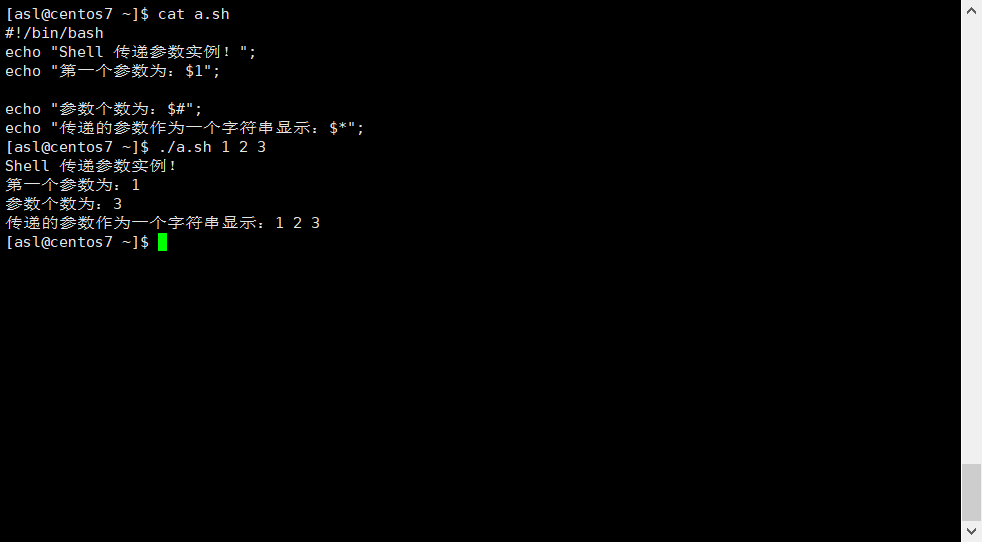 [asl@centos7 ~]$ cat a.sh
#!/bin/bash
echo "Shell 传递参数实例！";
echo "第一个参数为：$1";

echo "参数个数为：$#";
echo "传递的参数作为一个字符串显示：$*";
[asl@centos7 ~]$ ./a.sh 1 2 3
Shell 传递参数实例！
第一个参数为：1
参数个数为：3
传递的参数作为一个字符串显示：1 2 3
[asl@centos7 ~]$